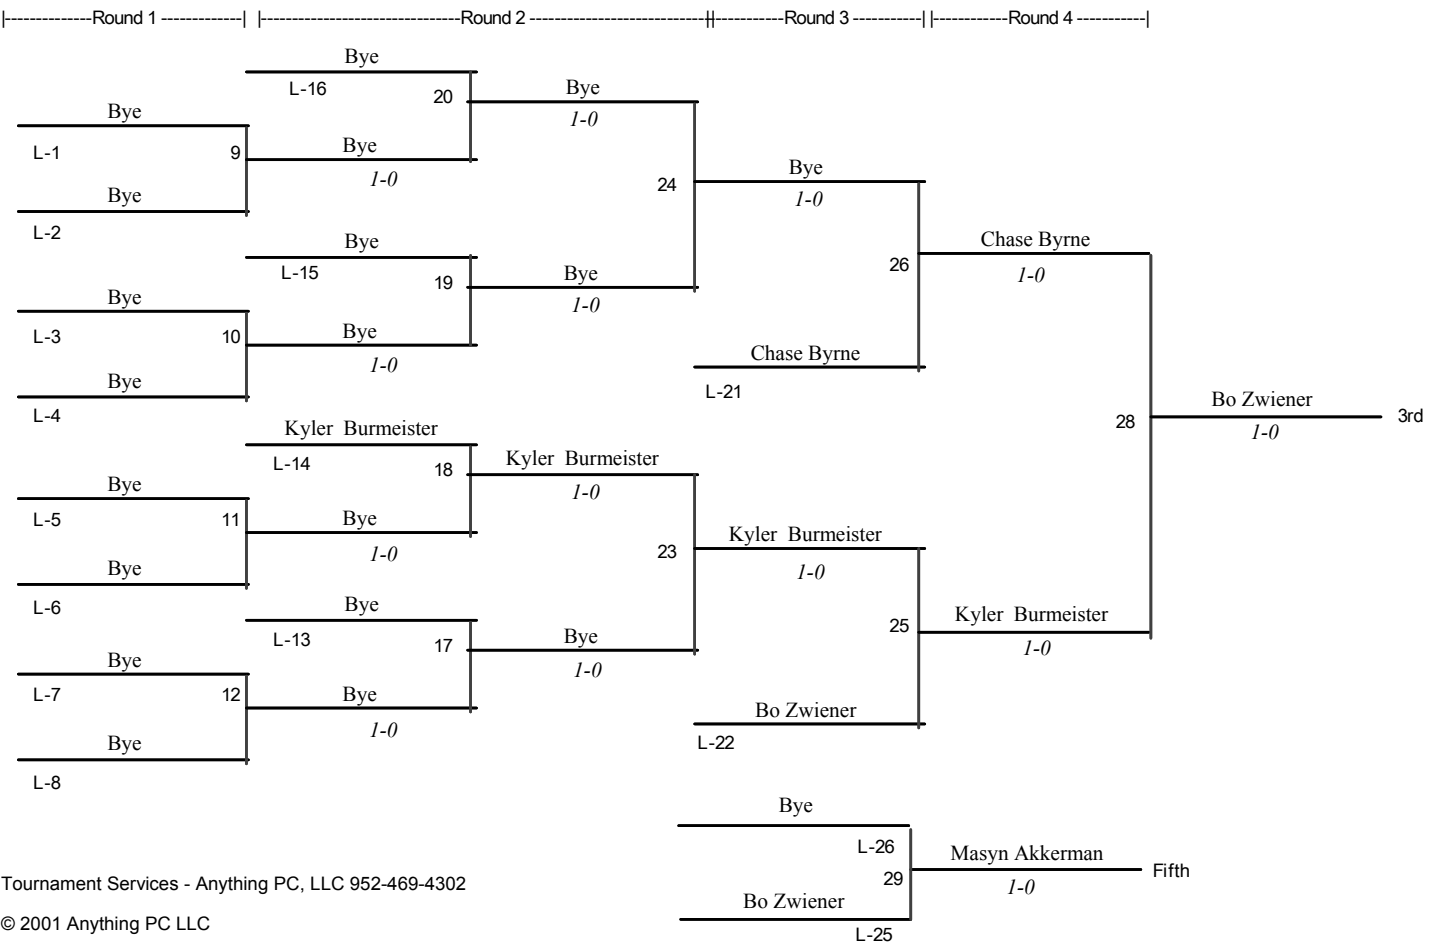 |---------------Round 1 --------------| |-----------------------------Round 2 --------------------------||------------Round 3 ------------||------------Round 4 -----------|
Bye
L-16
20
Bye
1-0
Bye
L-1
9
Bye
1-0
Bye
L-2
24
Bye
1-0
Bye
L-15
19
Bye
1-0
Chase Byrne
1-0
26
Bye
L-3
10
Bye
1-0
Chase Byrne
L-21
Bye
L-4
Bo Zwiener
1-0
3rd
28
Kyler Burmeister
L-14
18
Kyler Burmeister
1-0
Bye
L-5
11
Bye
1-0
23
Kyler Burmeister
1-0
Bye
L-6
Bye
L-13
17
Bye
1-0
25
Kyler Burmeister
1-0
Bye
L-7
12
Bye
1-0
Bo Zwiener
L-22
Bye
L-8
Bye
L-26
29
Masyn Akkerman
1-0
Fifth
Bo Zwiener
L-25
Tournament Services - Anything PC, LLC 952-469-4302
© 2001 Anything PC LLC